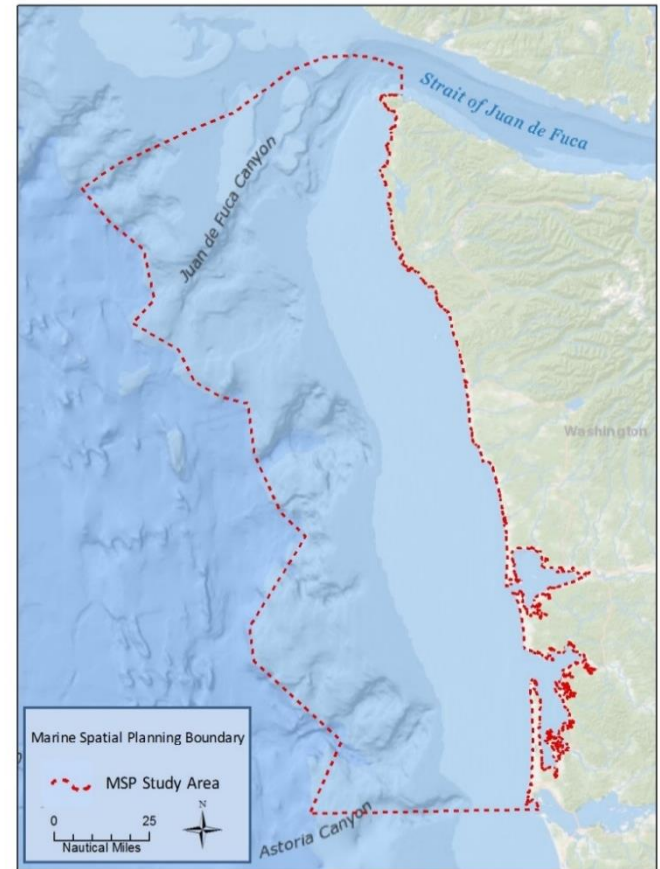 Strait of Juan de Fuca
Juan de Fuca Canyon
Washington
Marine Spatial Planning Boundary
MSP Study Area
N
0 25
Nautical Miles
Astoria Canyon